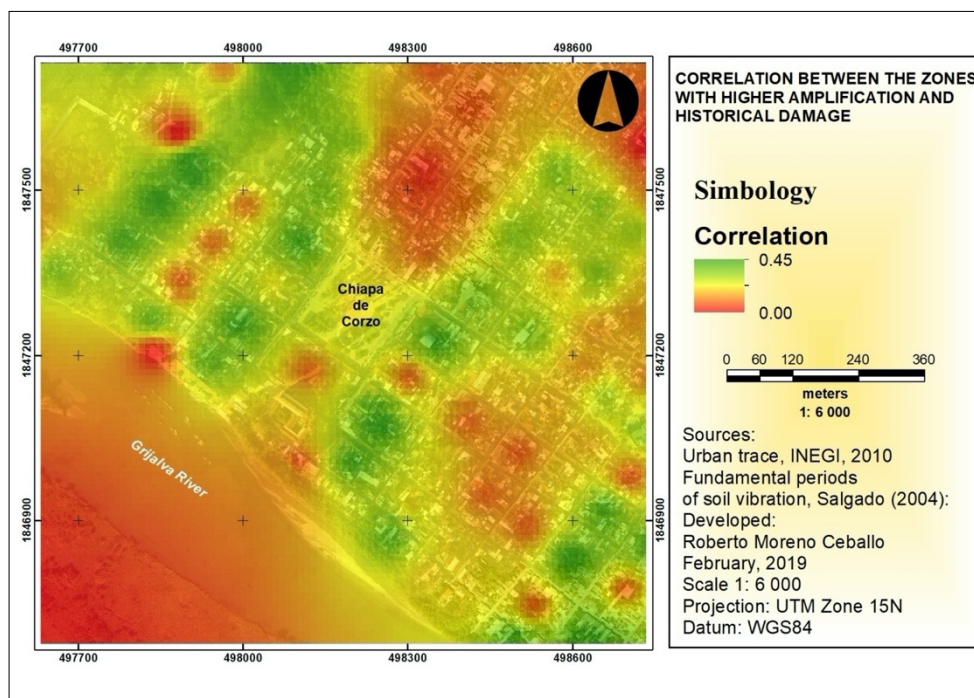 497700 498000 498300 498600
1847500 1847500
1847200 1847200
1846900 1846900
Chiapa
de
Corzo
Grijalva River
497700 498000 498300 498600
CORRELATION BETWEEN THE ZONES
WITH HIGHER AMPLIFICATION AND
HISTORICAL DAMAGE
Simbology
Correlation
0.45
0.00
0 60 120 240 360
meters
1: 6 000
Sources:
Urban trace, INEGI, 2010
Fundamental periods
of soil vibration, Salgado (2004):
Developed:
Roberto Moreno Ceballo
February, 2019
Scale 1: 6 000
Projection: UTM Zone 15N
Datum: WGS84